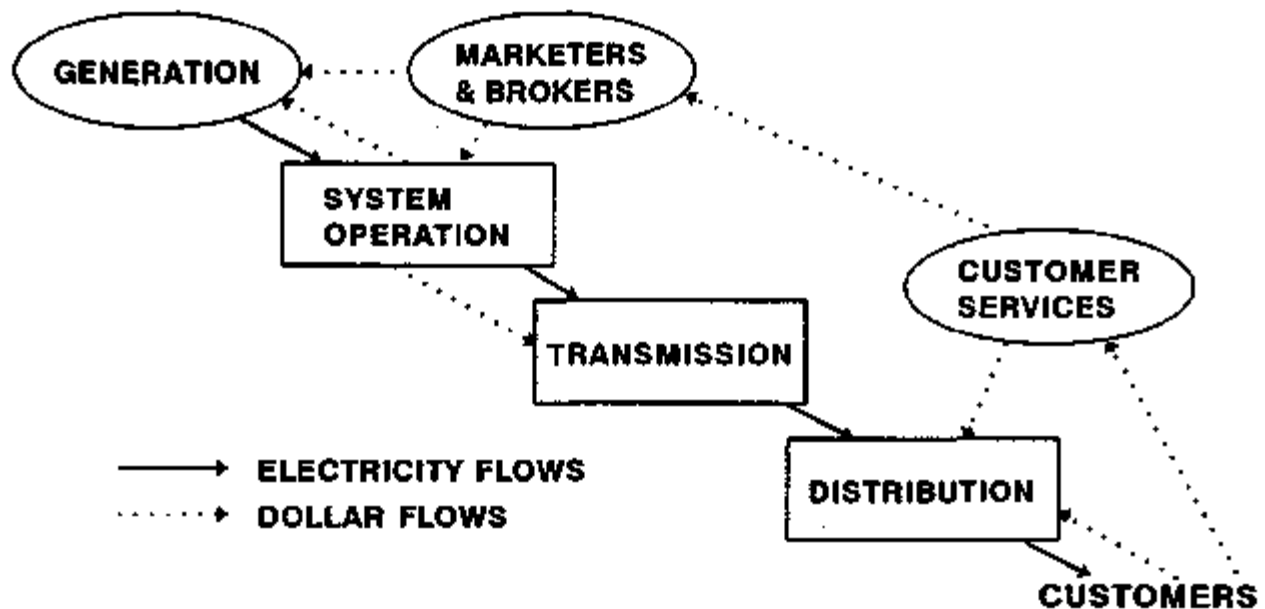 GENERATION
MARKETERS
& BROKERS
SYSTEM
OPERATION
CUSTOMER
SERVICES
TRANSMISSION
DISTRIBUTION
ELECTRICITY FLOWS
DOLLAR FLOWS
CUSTOMERS